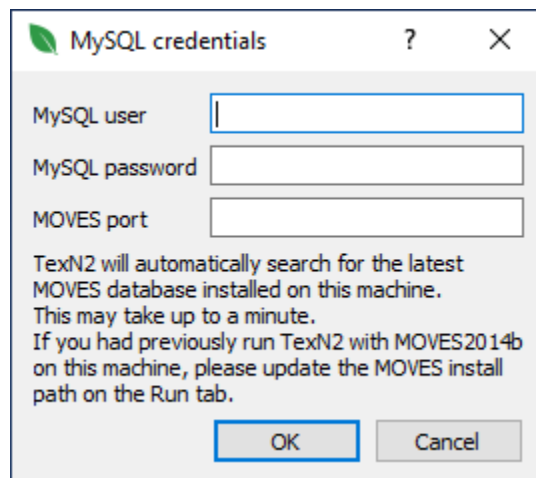 MySQL credentials ?
MySQL user
MySQL password
MOVES port
TexN2 will automatically search for the latest
MOVES database installed on this machine.
This may take up to a minute.
If you had previously run TexN2 with MOVES2014b
on this machine, please update the MOVES install
path on the Run tab.
OK Cancel